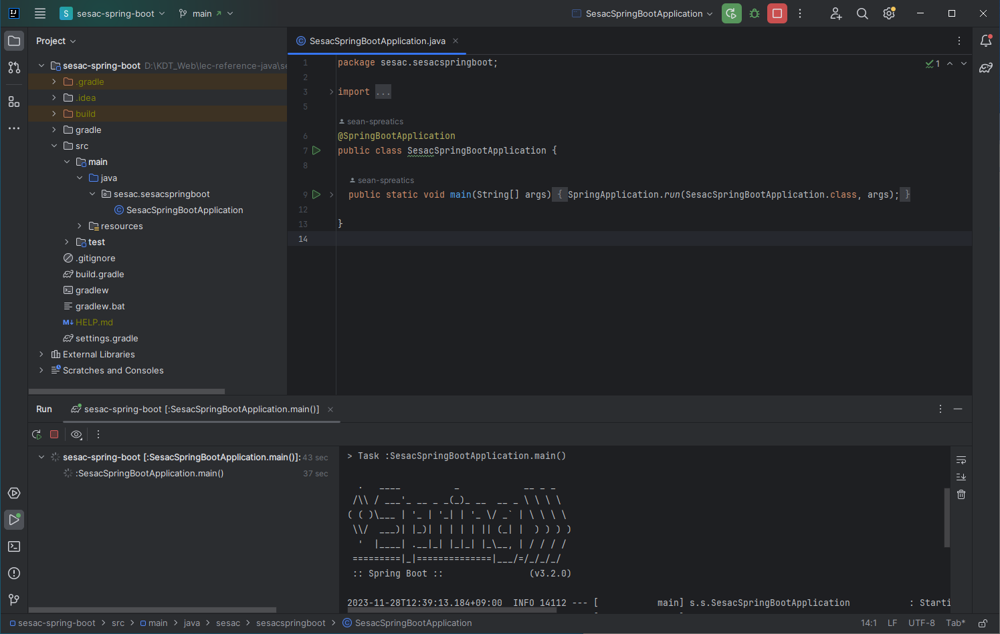 S sesac-spring-boot main SesacSpringBootApplication
Project
SesacSpringBootApplication.java
sesac-spring-boot D:\KDT_Web\lec-reference-java\se
.gradle
.idea
build
gradle
src
main
java
sesac.sesacspringboot
SesacSpringBootApplication
resources
test
.gitignore
build.gradle
gradlew
gradlew.bat
M↓ HELP.md
settings.gradle
External Libraries
Scratches and Consoles
1 package sesac.sesacspringboot;
1
2
3 import ...
5
sean-spreatics
6 @SpringBootApplication
7 public class SesacSpringBootApplication {
8
sean-spreatics
9 public static void main(String[] args) { SpringApplication.run(SesacSpringBootApplication.class, args); }
12
13 }
14
Run sesac-spring-boot [:SesacSpringBootApplication.main()]
sesac-spring-boot [:SesacSpringBootApplication.main()]: 43 sec
:SesacSpringBootApplication.main() 37 sec
> Task :SesacSpringBootApplication.main()
  .   ____          _            __ _ _
 /\\ / ___'_ __ _ _(_)_ __  __ _ \ \ \ \
( ( )\___ | '_ | '_| | '_ \/ _` | \ \ \ \
 \\/  ___)| |_)| | | | | || (_| |  ) ) ) )
  '  |____| .__|_| |_|_| |_\__, | / / / /
 =========|_|==============|___/=/_/_/_/
 :: Spring Boot ::                (v3.2.0)
2023-11-28T12:39:13.184+09:00  INFO 14112 --- [           main] s.s.SesacSpringBootApplication           : Starti
sesac-spring-boot > src > main > java > sesac > sesacspringboot > SesacSpringBootApplication 14:1 LF UTF-8 Tab*